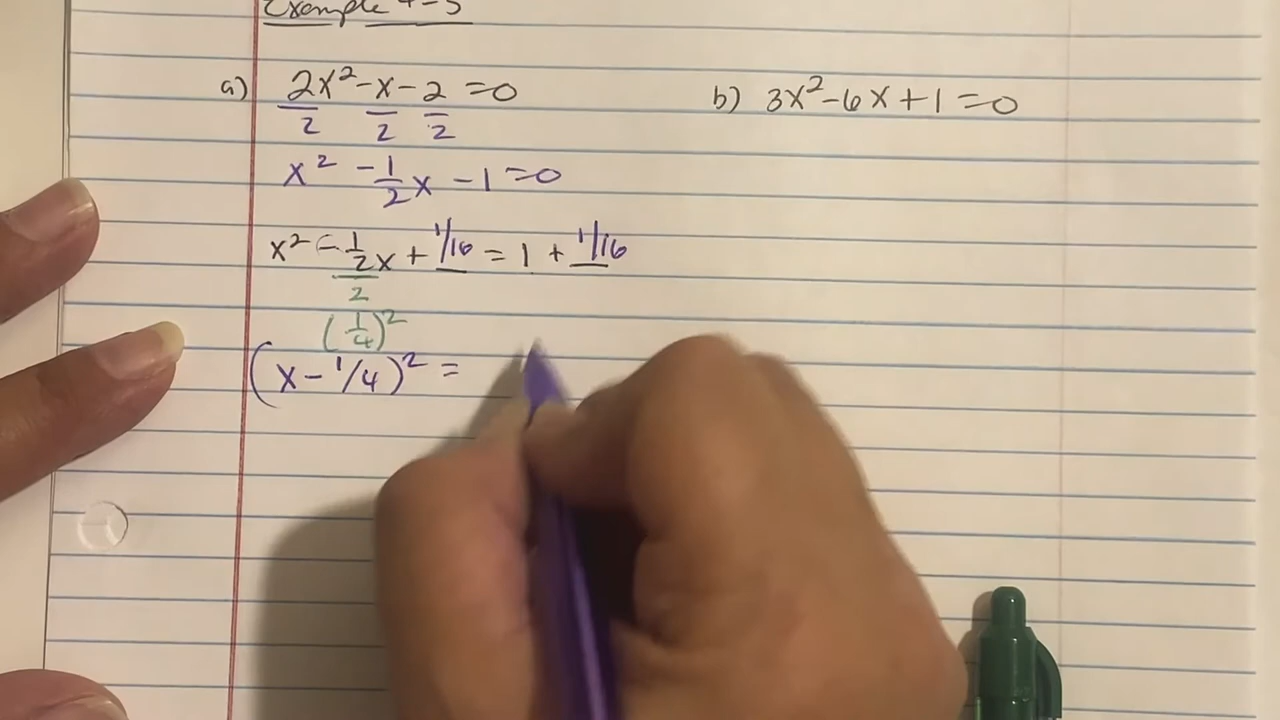 Example 4-5
a) 2x² - x - 2 = 0
2 2 2
x² - 1/2 x - 1 = 0
x² - 1/2 x + 1/16 = 1 + 1/16
2
(1/4)²
(x - 1/4)² =
b) 3x² - 6x + 1 = 0